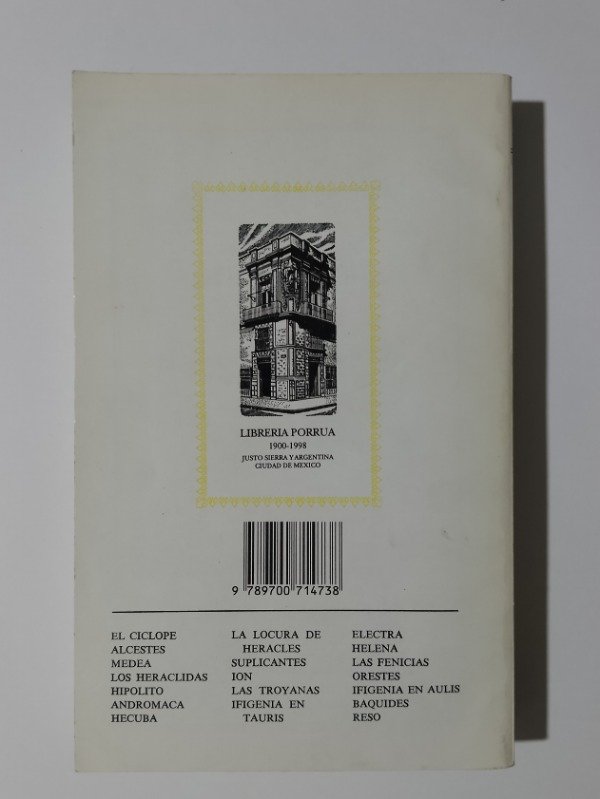 LIBRERIA PORRUA
1900-1998
JUSTO SIERRA Y ARGENTINA
CIUDAD DE MEXICO
9 789700 714738
EL CICLOPE
ALCESTES
MEDEA
LOS HERACLIDAS
HIPOLITO
ANDROMACA
HECUBA
LA LOCURA DE
HERACLES
SUPLICANTES
ION
LAS TROYANAS
IFIGENIA EN
TAURIS
ELECTRA
HELENA
LAS FENICIAS
ORESTES
IFIGENIA EN AULIS
BAQUIDES
RESO